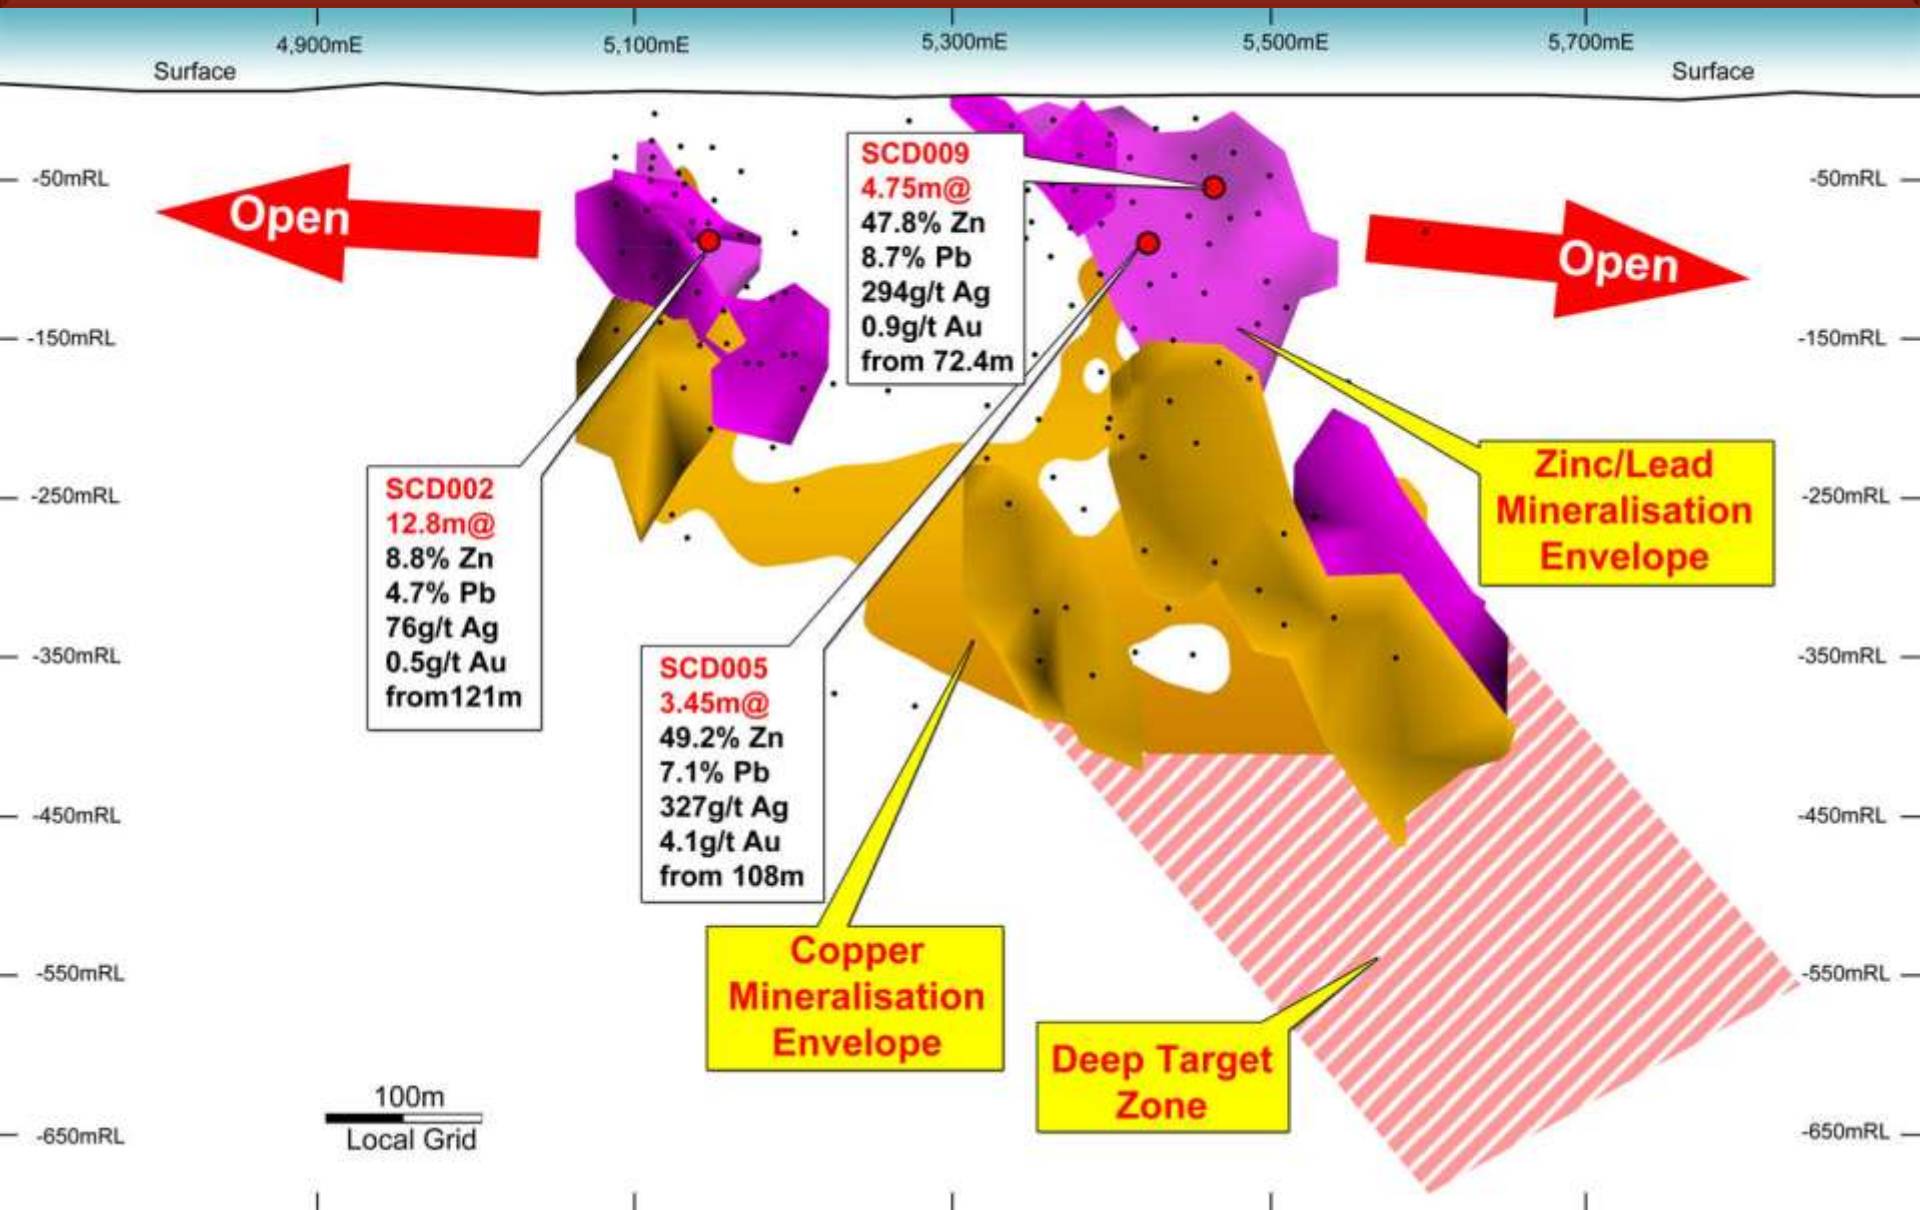 4,900mE
5,100mE
5,300mE
5,500mE
5,700mE
Surface
Surface
-50mRL
-50mRL
-150mRL
-150mRL
-250mRL
-250mRL
-350mRL
-350mRL
-450mRL
-450mRL
-550mRL
-550mRL
-650mRL
-650mRL
Open
Open
SCD009
4.75m@
47.8% Zn
8.7% Pb
294g/t Ag
0.9g/t Au
from 72.4m
SCD002
12.8m@
8.8% Zn
4.7% Pb
76g/t Ag
0.5g/t Au
from121m
SCD005
3.45m@
49.2% Zn
7.1% Pb
327g/t Ag
4.1g/t Au
from 108m
Zinc/Lead
Mineralisation
Envelope
Copper
Mineralisation
Envelope
Deep Target
Zone
100m
Local Grid